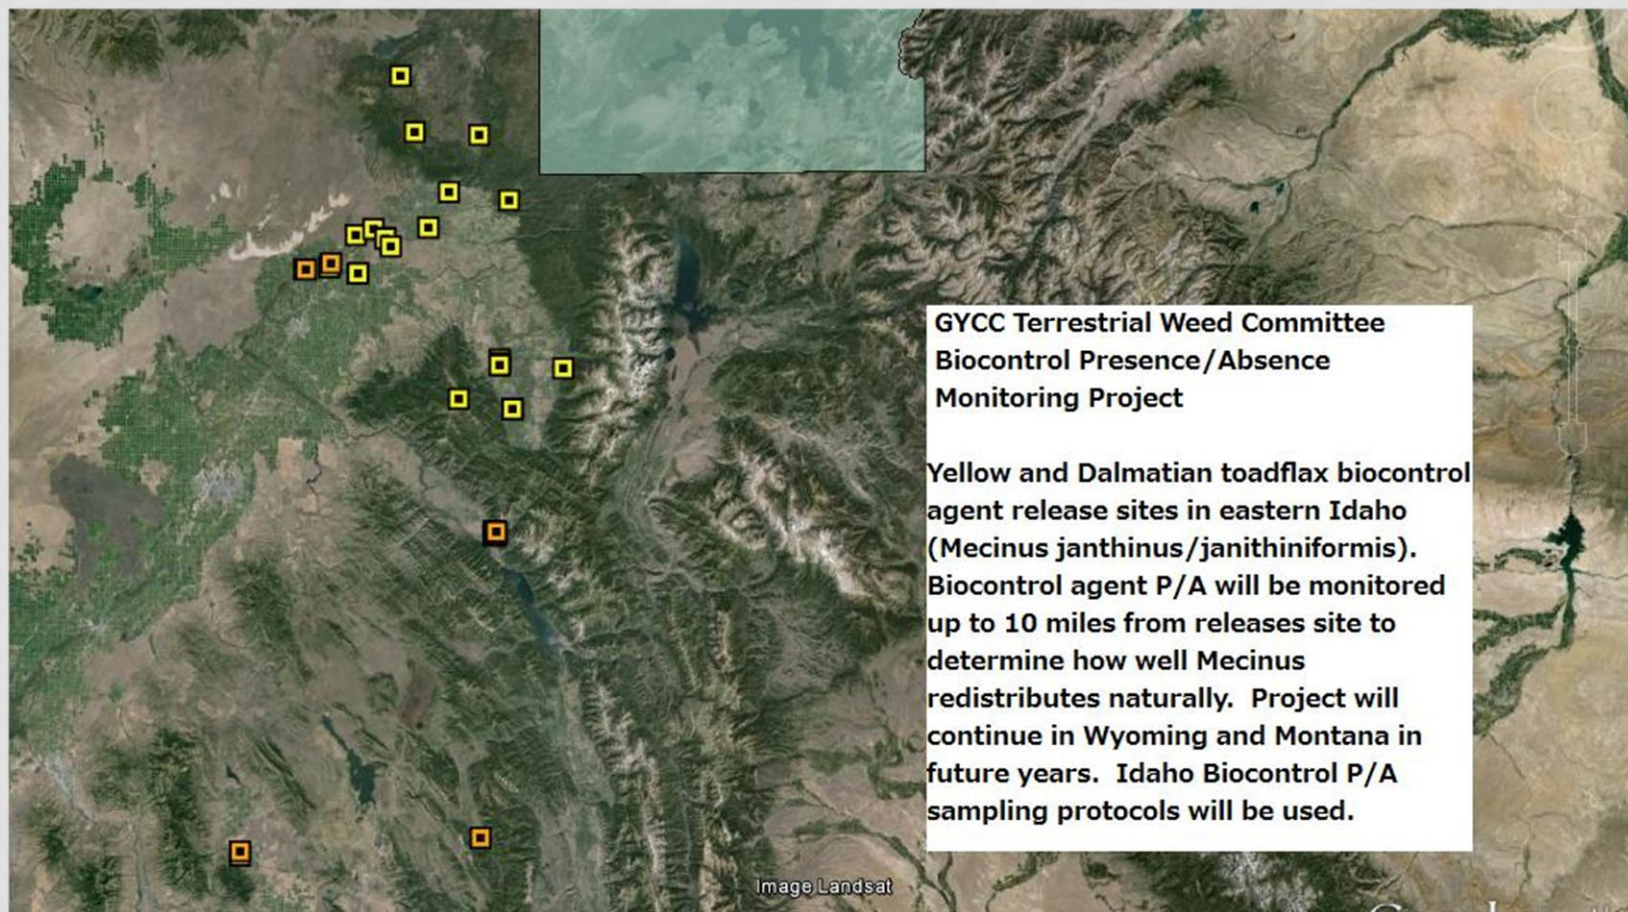 GYCC Terrestrial Weed Committee
Biocontrol Presence/Absence
Monitoring Project
Yellow and Dalmatian toadflax biocontrol
agent release sites in eastern Idaho
(Mecinus janthinus/janithiniformis).
Biocontrol agent P/A will be monitored
up to 10 miles from releases site to
determine how well Mecinus
redistributes naturally.  Project will
continue in Wyoming and Montana in
future years.  Idaho Biocontrol P/A
sampling protocols will be used.
Image Landsat